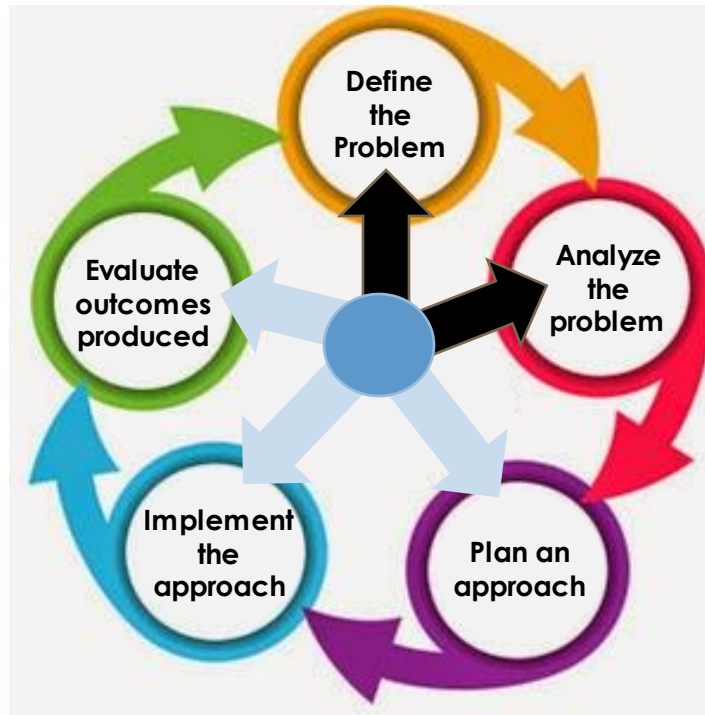 Define
the
Problem
Analyze
the
problem
Plan an
approach
Implement
the
approach
Evaluate
outcomes
produced